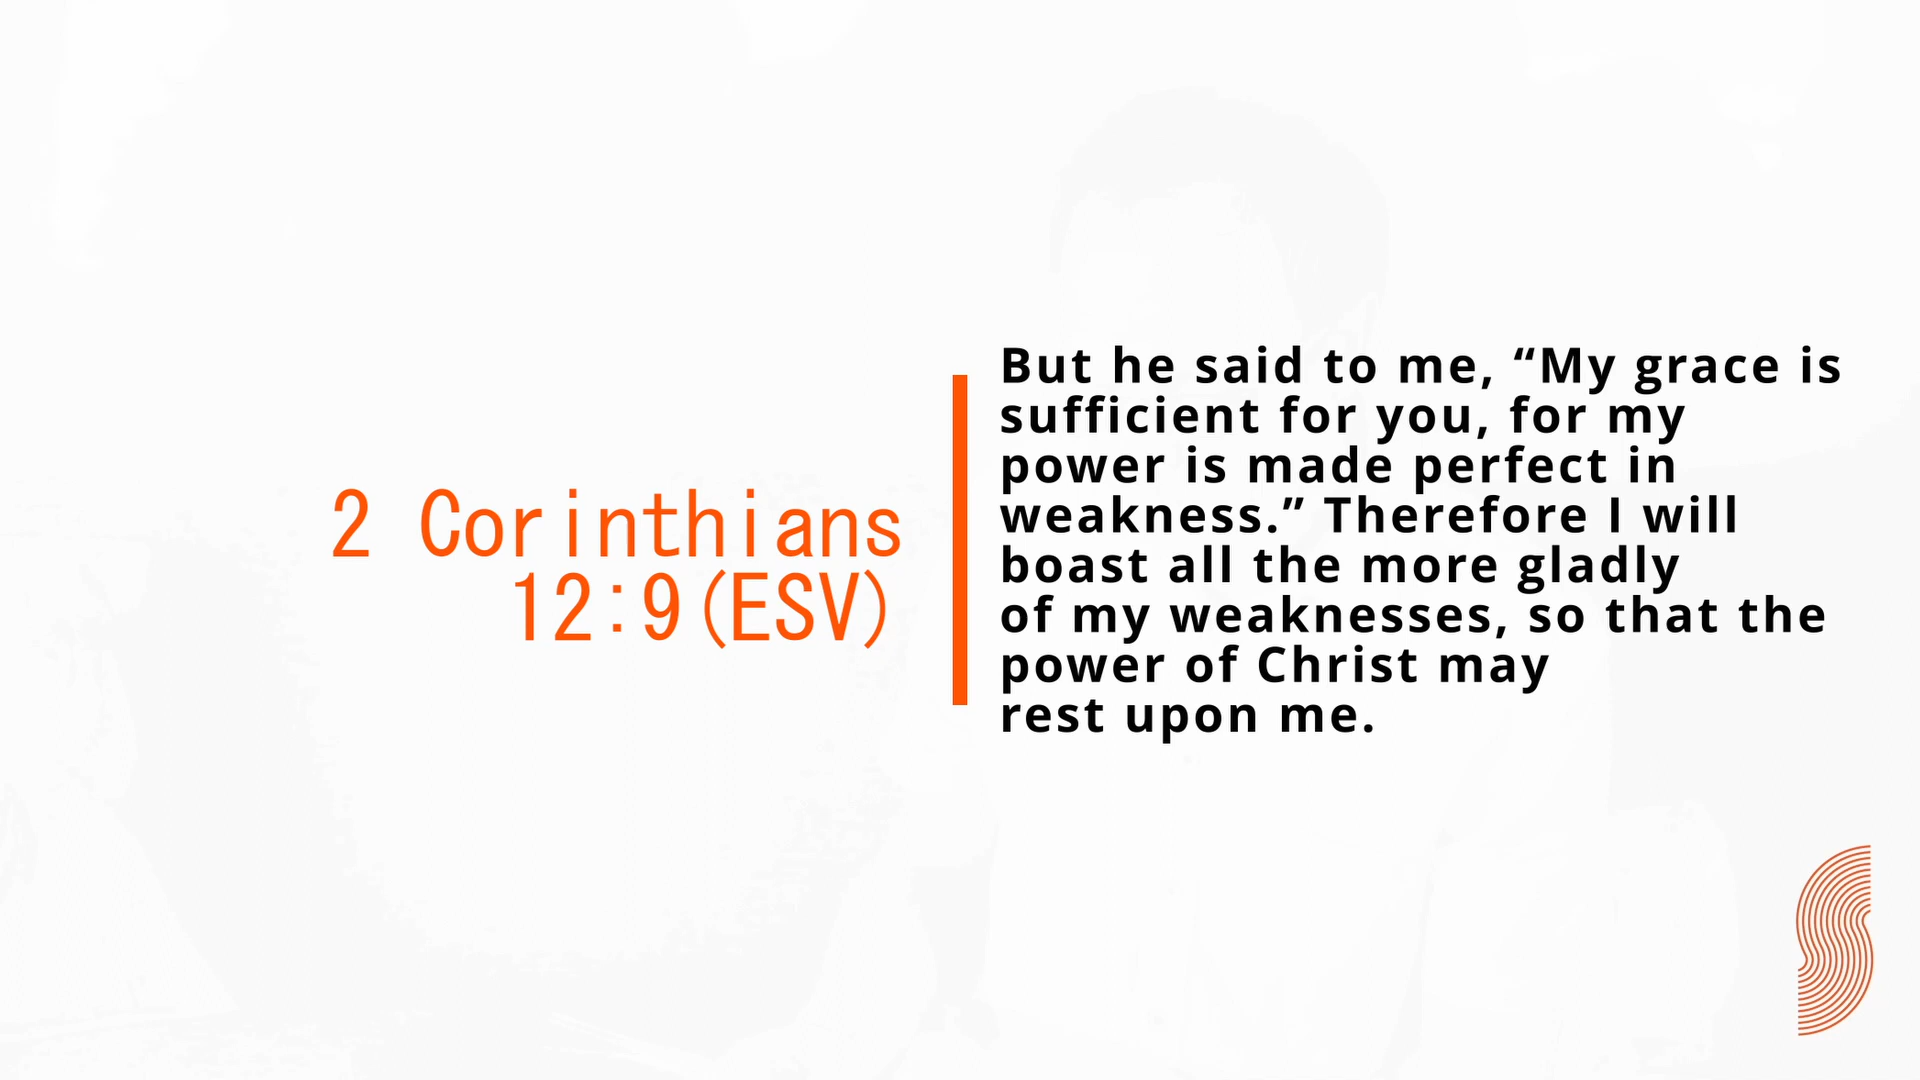 2 Corinthians
12:9(ESV)
But he said to me, “My grace is
sufficient for you, for my
power is made perfect in
weakness.” Therefore I will
boast all the more gladly
of my weaknesses, so that the
power of Christ may
rest upon me.